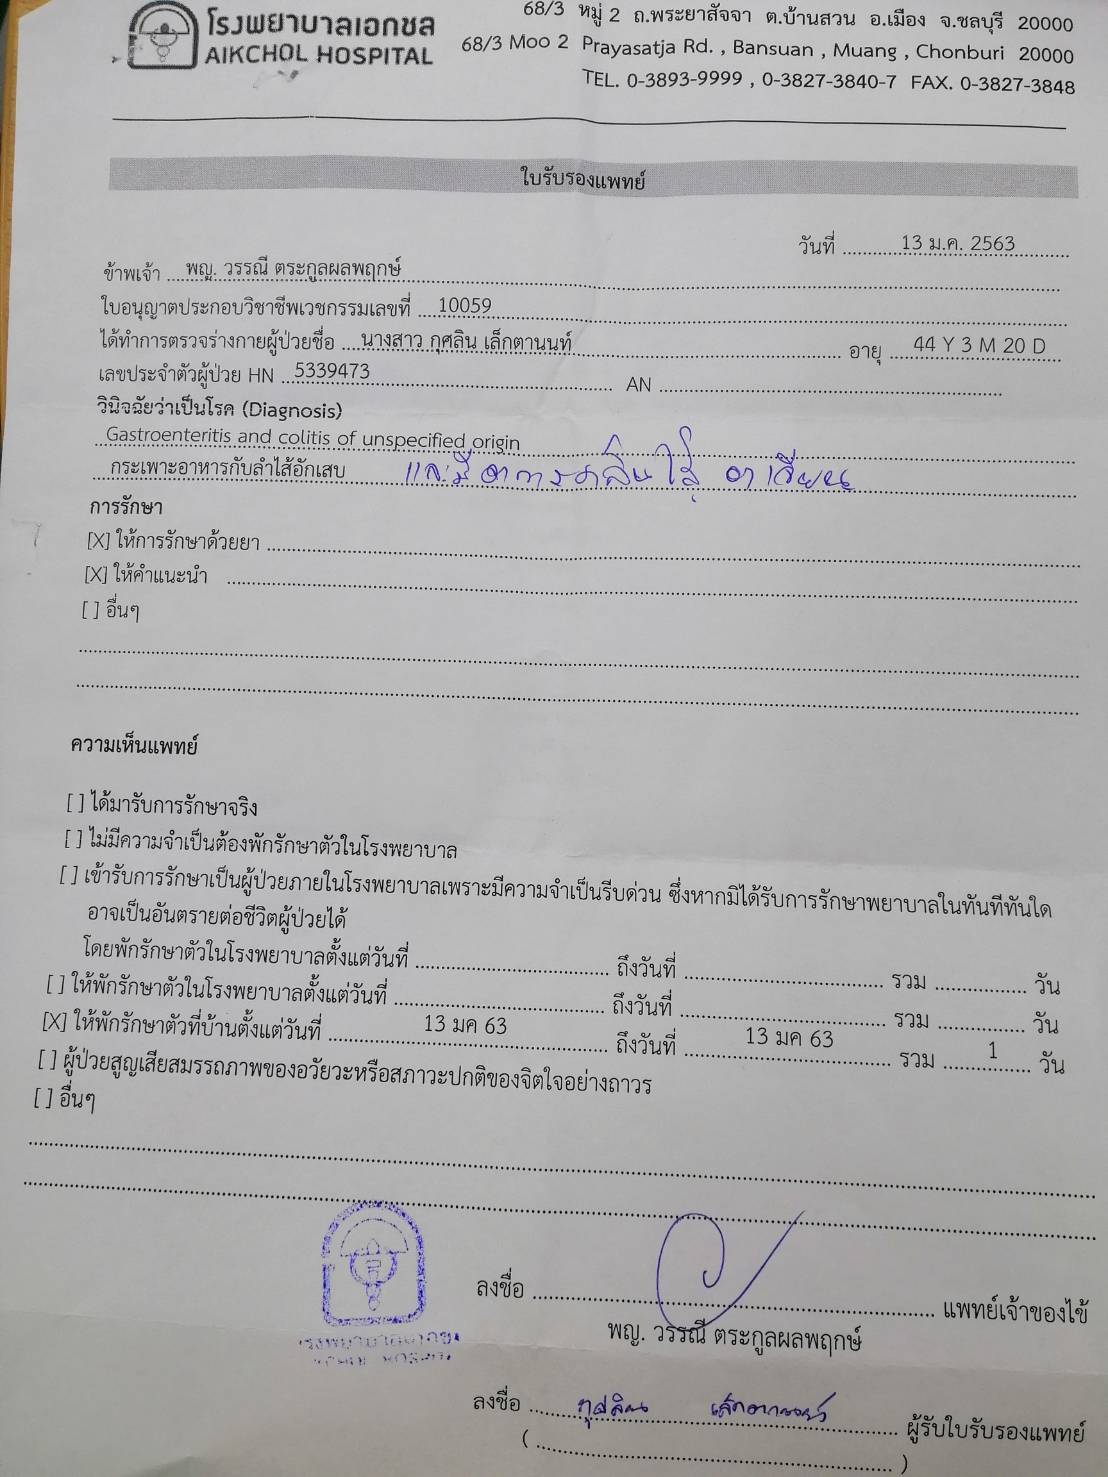 โรงพยาบาลเอกชล
AIKCHOL HOSPITAL
68/3 หมู่ 2 ถ.พระยาสัจจา ต.บ้านสวน อ.เมือง จ.ชลบุรี 20000
68/3 Moo 2 Prayasatja Rd. , Bansuan , Muang , Chonburi 20000
TEL. 0-3893-9999 , 0-3827-3840-7 FAX. 0-3827-3848
ใบรับรองแพทย์
วันที่ 13 ม.ค. 2563
ข้าพเจ้า พญ. วรรณี ตระกูลผลพฤกษ์
ใบอนุญาตประกอบวิชาชีพเวชกรรมเลขที่ 10059
ได้ทำการตรวจร่างกายผู้ป่วยชื่อ นางสาว กุศลิน เล็กตานนท์ อายุ 44 Y 3 M 20 D
เลขประจำตัวผู้ป่วย HN 5339473 AN
วินิจฉัยว่าเป็นโรค (Diagnosis)
Gastroenteritis and colitis of unspecified origin
กระเพาะอาหารกับลำไส้อักเสบ และมีอาการคลื่นไส้ อาเจียน
การรักษา
[X] ให้การรักษาด้วยยา
[X] ให้คำแนะนำ
[ ] อื่นๆ
ความเห็นแพทย์
[ ] ได้มารับการรักษาจริง
[ ] ไม่มีความจำเป็นต้องพักรักษาตัวในโรงพยาบาล
[ ] เข้ารับการรักษาเป็นผู้ป่วยภายในโรงพยาบาลเพราะมีความจำเป็นรีบด่วน ซึ่งหากมิได้รับการรักษาพยาบาลในทันทีทันใด
อาจเป็นอันตรายต่อชีวิตผู้ป่วยได้
โดยพักรักษาตัวในโรงพยาบาลตั้งแต่วันที่ ถึงวันที่ รวม วัน
[ ] ให้พักรักษาตัวในโรงพยาบาลตั้งแต่วันที่ ถึงวันที่ รวม วัน
[X] ให้พักรักษาตัวที่บ้านตั้งแต่วันที่ 13 มค 63 ถึงวันที่ 13 มค 63 รวม 1 วัน
[ ] ผู้ป่วยสูญเสียสมรรถภาพของอวัยวะหรือสภาวะปกติของจิตใจอย่างถาวร
[ ] อื่นๆ
ลงชื่อ แพทย์เจ้าของไข้
พญ. วรรณี ตระกูลผลพฤกษ์
ลงชื่อ กุศลิน เล็กตานนท์ ผู้รับใบรับรองแพทย์
( )